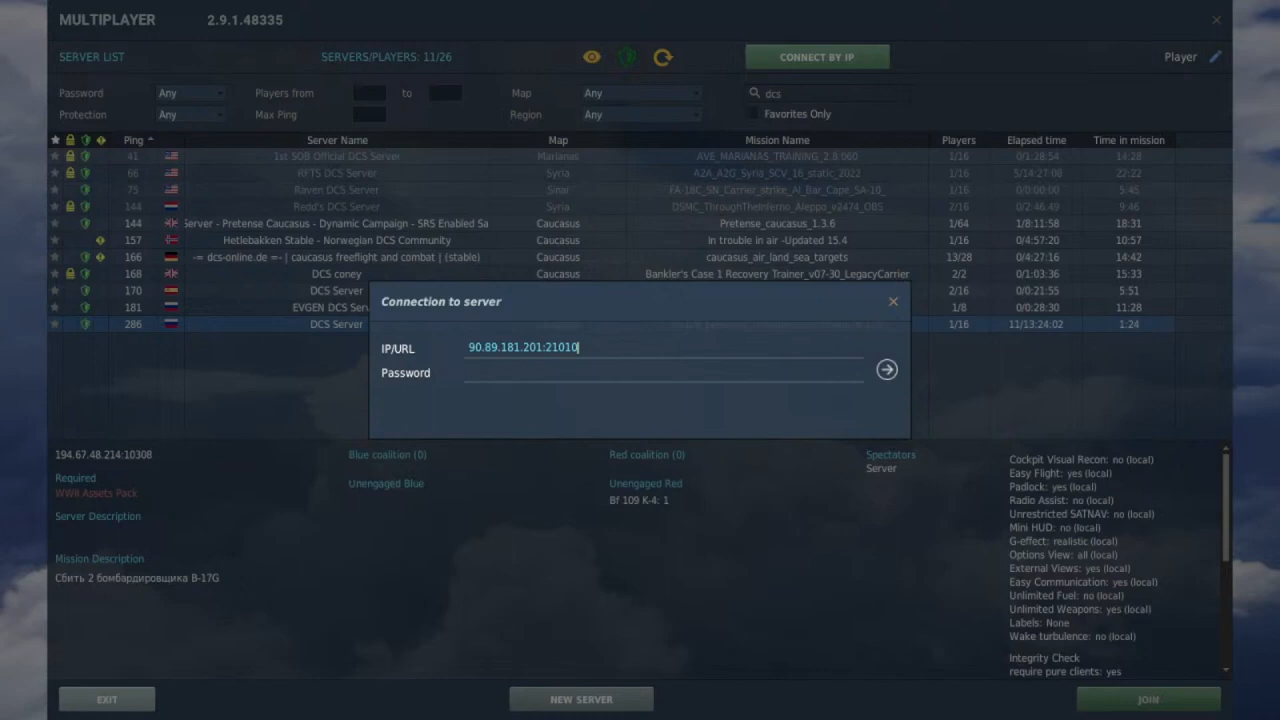 MULTIPLAYER 2.9.1.48335
SERVER LIST SERVERS/PLAYERS: 11/26 CONNECT BY IP Player
Password Any Players from to Map Any dcs
Protection Any Max Ping Region Any Favorites Only
Ping Server Name Map Mission Name Players Elapsed time Time in mission
41 1st SOB Official DCS Server Marianas AVE_MARIANAS_TRAINING_2.8.060 1/16 0/1:28:54 14:28
66 RFTS DCS Server Syria A2A_A2G_Syria_SCV_16_static_2022 1/16 5/14:27:08 22:22
75 Raven DCS Server Sinai FA-18C_SN_Carrier_strike_Al_Bar_Cape_SA-10_ 1/16 0/0:00:00 5:45
144 Redd's DCS Server Syria DSMC_ThroughTheInferno_Aleppo_v2474_OBS 1/16 0/2:46:49 9:46
144 Server - Pretense Caucasus - Dynamic Campaign - SRS Enabled Sa Caucasus Pretense_caucasus_1.3.6 1/64 1/8:11:58 18:31
157 Hetlebakken Stable - Norwegian DCS Community Caucasus In trouble in air -Updated 15.4 1/16 0/4:57:20 10:57
166 -= dcs-online.de =- | caucasus freeflight and combat | (stable) Caucasus caucasus_air_land_sea_targets 13/28 0/4:27:16 14:42
168 DCS coney Caucasus Bankler's Case 1 Recovery Trainer_v07-30_LegacyCarrier 2/2 0/1:03:36 15:33
170 DCS Server 2/16 0/0:21:55 5:51
181 EVGEN DCS Serv 1/8 0/0:28:30 11:28
286 DCS Server 1/16 11/13:24:02 1:24
Connection to server
IP/URL 90.89.181.201:21010
Password
194.67.48.214:10308 Blue coalition (0) Red coalition (0) Spectators
Server
Required Unengaged Blue Unengaged Red
WWII Assets Pack Bf 109 K-4: 1
Server Description
Mission Description
Сбить 2 бомбардировщика B-17G
Cockpit Visual Recon: no (local)
Easy Flight: yes (local)
Padlock: yes (local)
Radio Assist: no (local)
Unrestricted SATNAV: no (local)
Mini HUD: no (local)
G-effect: realistic (local)
Options View: all (local)
External Views: yes (local)
Easy Communication: yes (local)
Unlimited Fuel: no (local)
Unlimited Weapons: yes (local)
Labels: None
Wake turbulence: no (local)
Integrity Check
require pure clients: yes
EXIT NEW SERVER JOIN